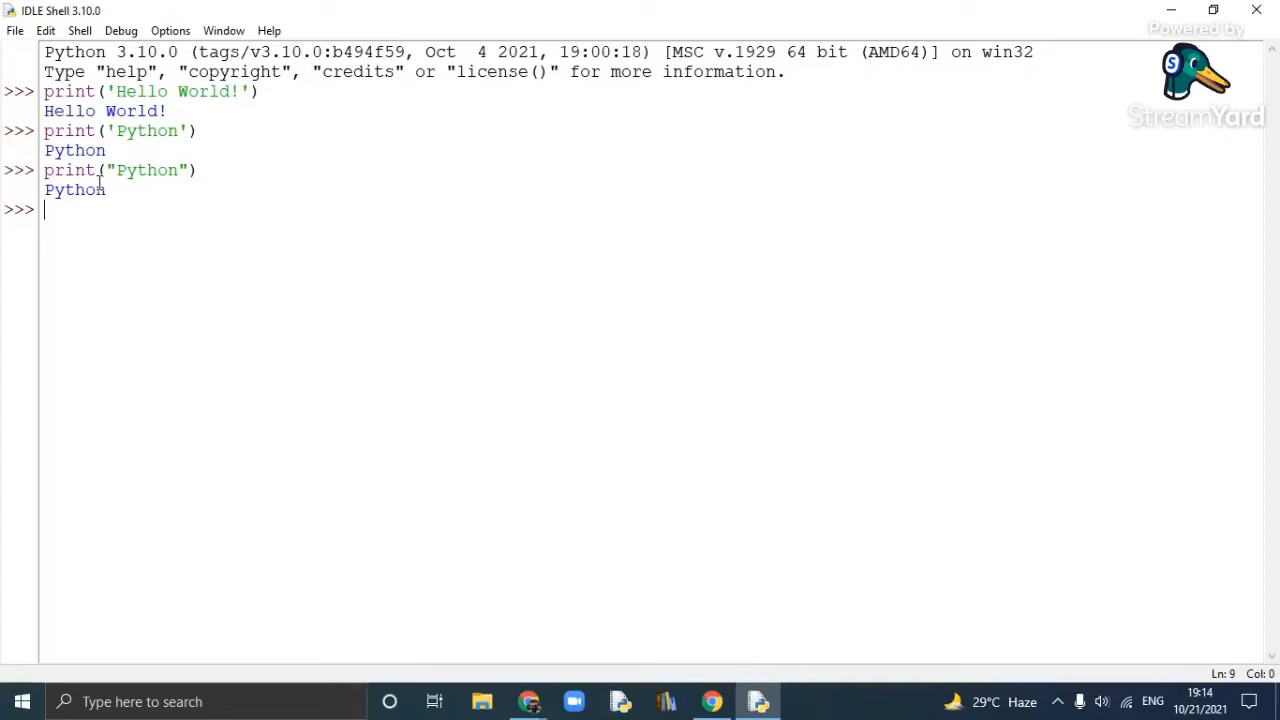 IDLE Shell 3.10.0
File Edit Shell Debug Options Window Help
Powered by
StreamYard
Python 3.10.0 (tags/v3.10.0:b494f59, Oct  4 2021, 19:00:18) [MSC v.1929 64 bit (AMD64)] on win32
Type "help", "copyright", "credits" or "license()" for more information.
>>> print('Hello World!')
Hello World!
>>> print('Python')
Python
>>> print("Python")
Python
>>>
Ln: 9 Col: 0
Type here to search
29°C Haze
ENG
19:14
10/21/2021